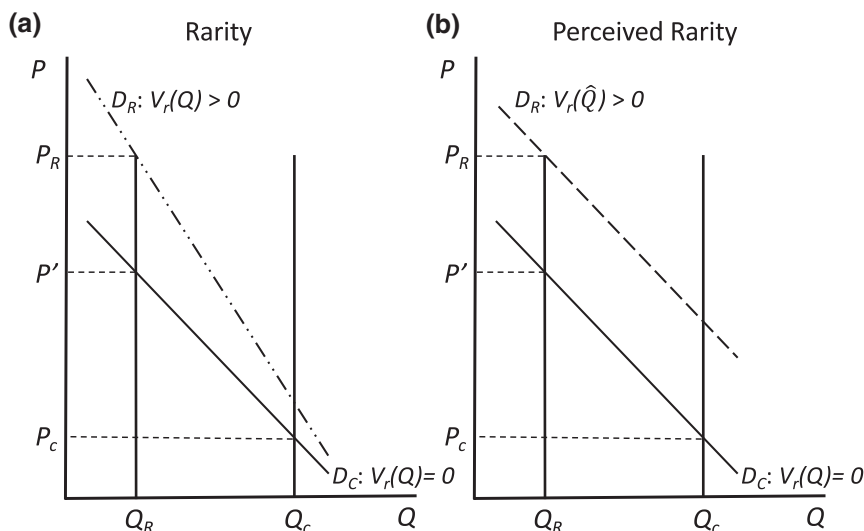 (a) Rarity
P
D_R: V_r(Q) > 0
P_R
P'
P_c
D_C: V_r(Q)= 0
Q_R Q_c Q
(b) Perceived Rarity
P
D_R: V_r(Q̂) > 0
P_R
P'
P_c
D_C: V_r(Q) = 0
Q_R Q_c Q